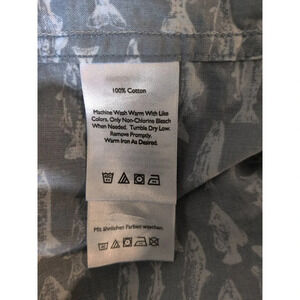 100% Cotton
Machine Wash Warm With Like
Colors. Only Non-Chlorine Bleach
When Needed. Tumble Dry Low.
Remove Promptly.
Warm Iron As Desired.
Mit ähnlichen Farben waschen.